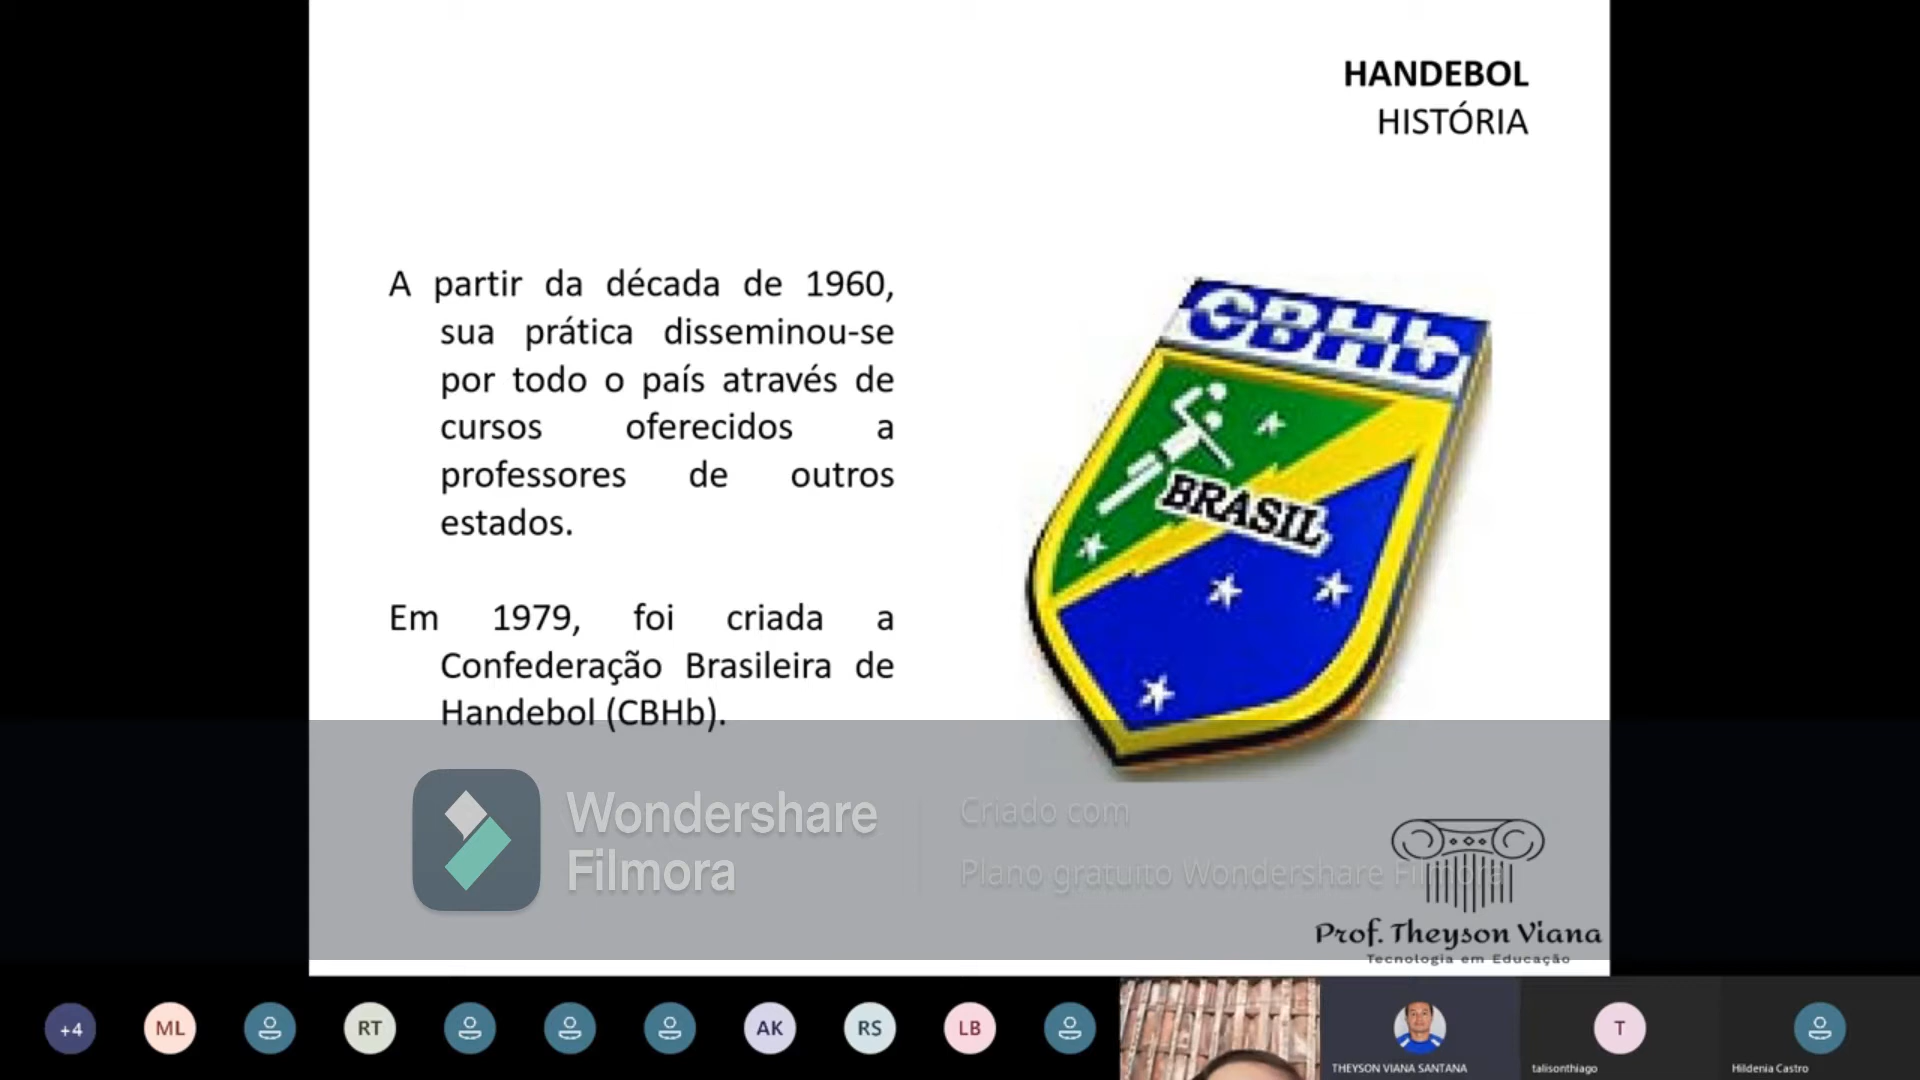 HANDEBOL
HISTÓRIA
A partir da década de 1960,
sua prática disseminou-se
por todo o país através de
cursos oferecidos a
professores de outros
estados.
Em 1979, foi criada a
Confederação Brasileira de
Handebol (CBHb).
CBHb
BRASIL
Wondershare
Filmora
Criado com
Plano gratuito Wondershare Filmora
Prof. Theyson Viana
Tecnologia em Educação
+4
ML
RT
AK
RS
LB
T
THEYSON VIANA SANTANA
talisonthiago
Hildenia Castro